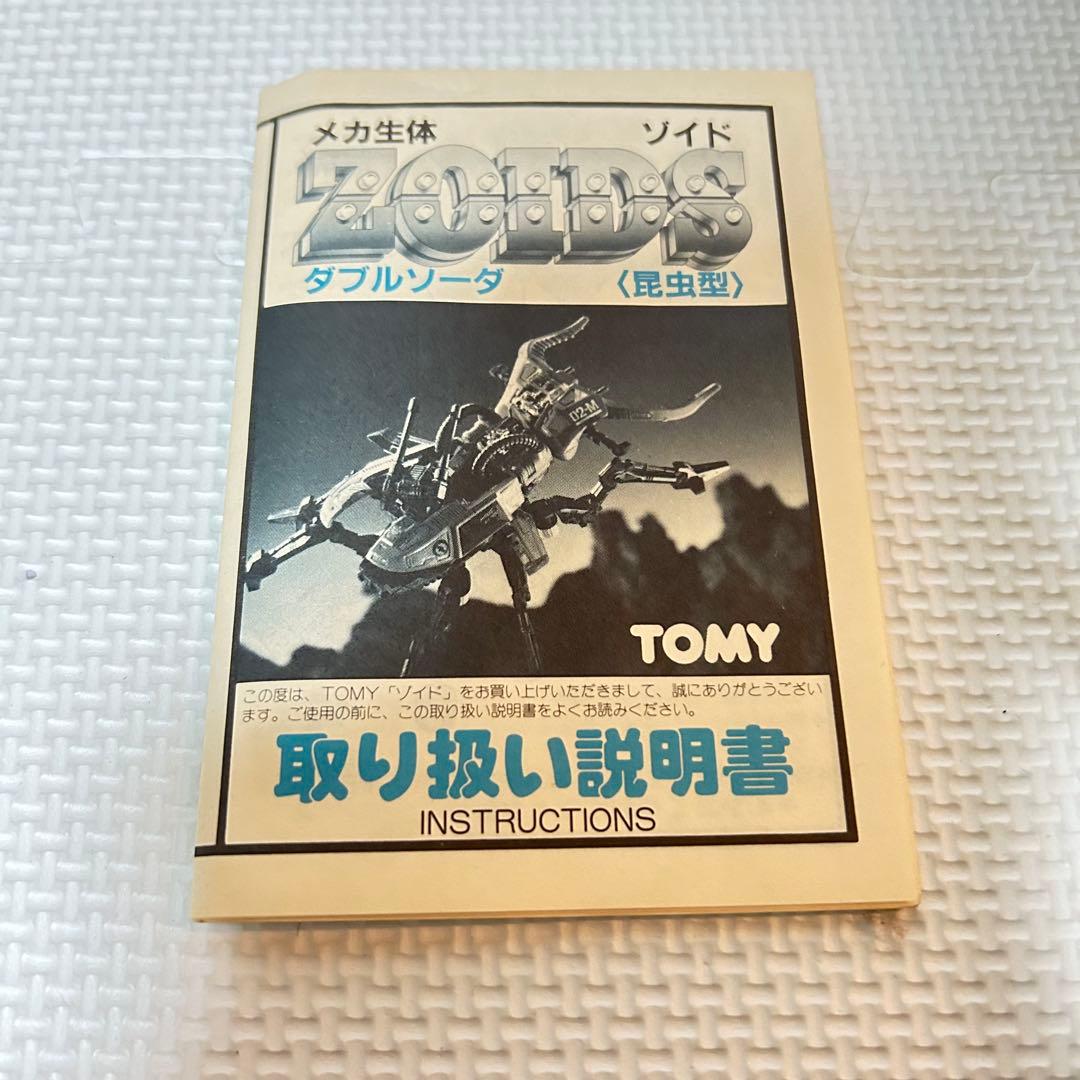 メカ生体 ゾイド
ZOIDS
ダブルソーダ 〈昆虫型〉
02-M
TOMY
この度は、TOMY「ゾイド」をお買い上げいただきまして、誠にありがとうござい
ます。ご使用の前に、この取り扱い説明書をよくお読みください。
取り扱い説明書
INSTRUCTIONS